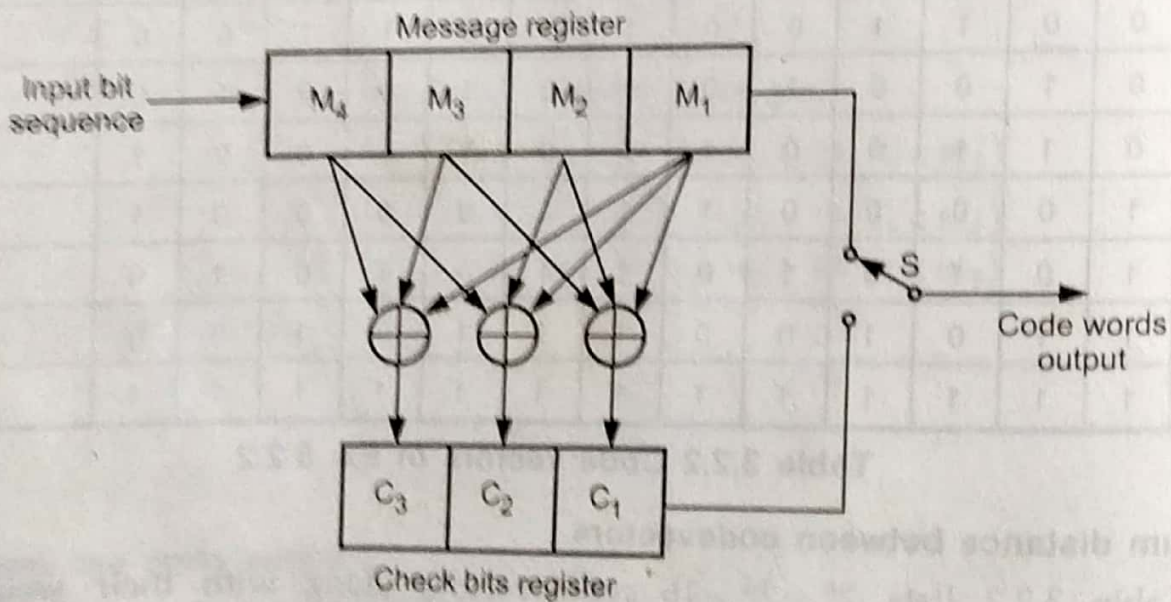 Message register
Input bit
sequence
M₄ M₃ M₂ M₁
S
Code words
output
C₃ C₂ C₁
Check bits register